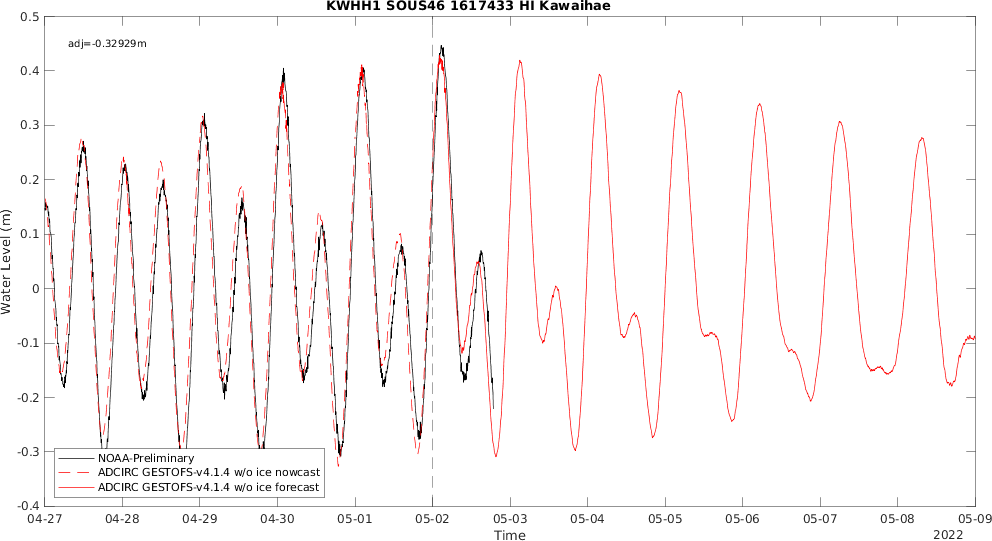 KWHH1 SOUS46 1617433 HI Kawaihae
adj=-0.32929m
0.5
0.4
0.3
0.2
0.1
0
-0.1
-0.2
-0.3
-0.4
Water Level (m)
NOAA-Preliminary
ADCIRC GESTOFS-v4.1.4 w/o ice nowcast
ADCIRC GESTOFS-v4.1.4 w/o ice forecast
04-27 04-28 04-29 04-30 05-01 05-02 05-03 05-04 05-05 05-06 05-07 05-08 05-09
Time
2022